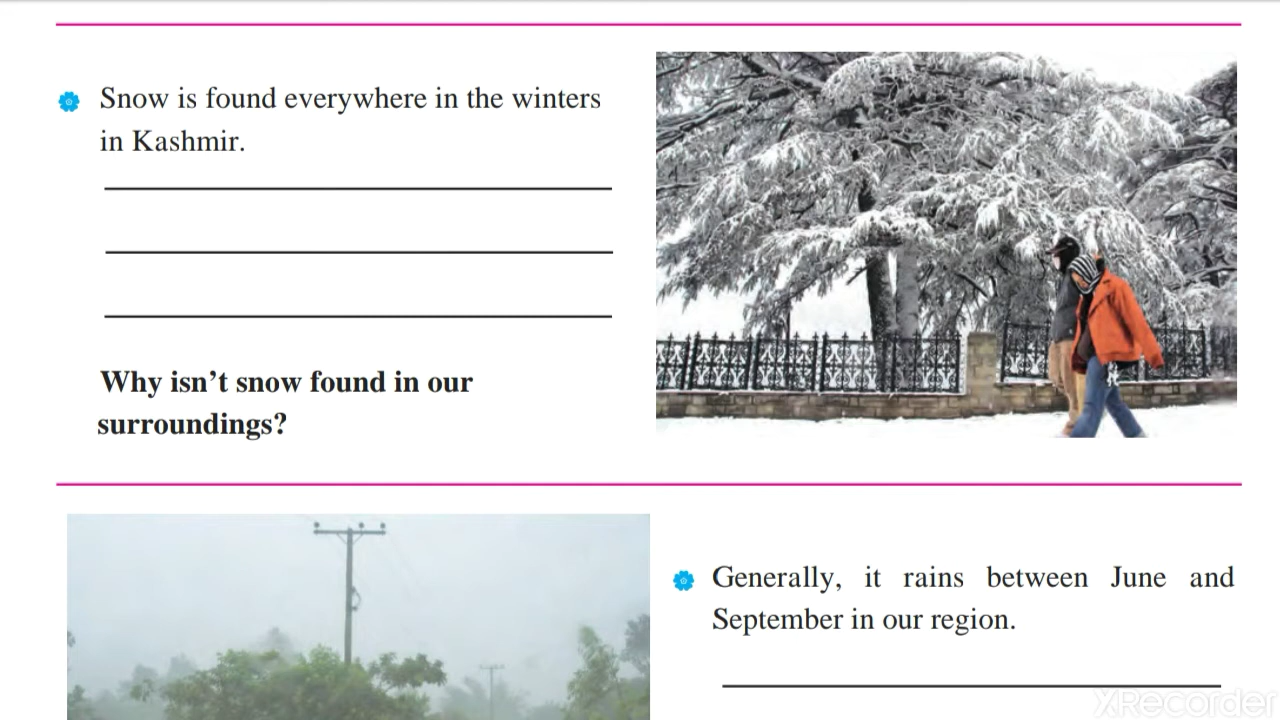 Snow is found everywhere in the winters
in Kashmir.
Why isn’t snow found in our
surroundings?
Generally, it rains between June and
September in our region.
XRecorder